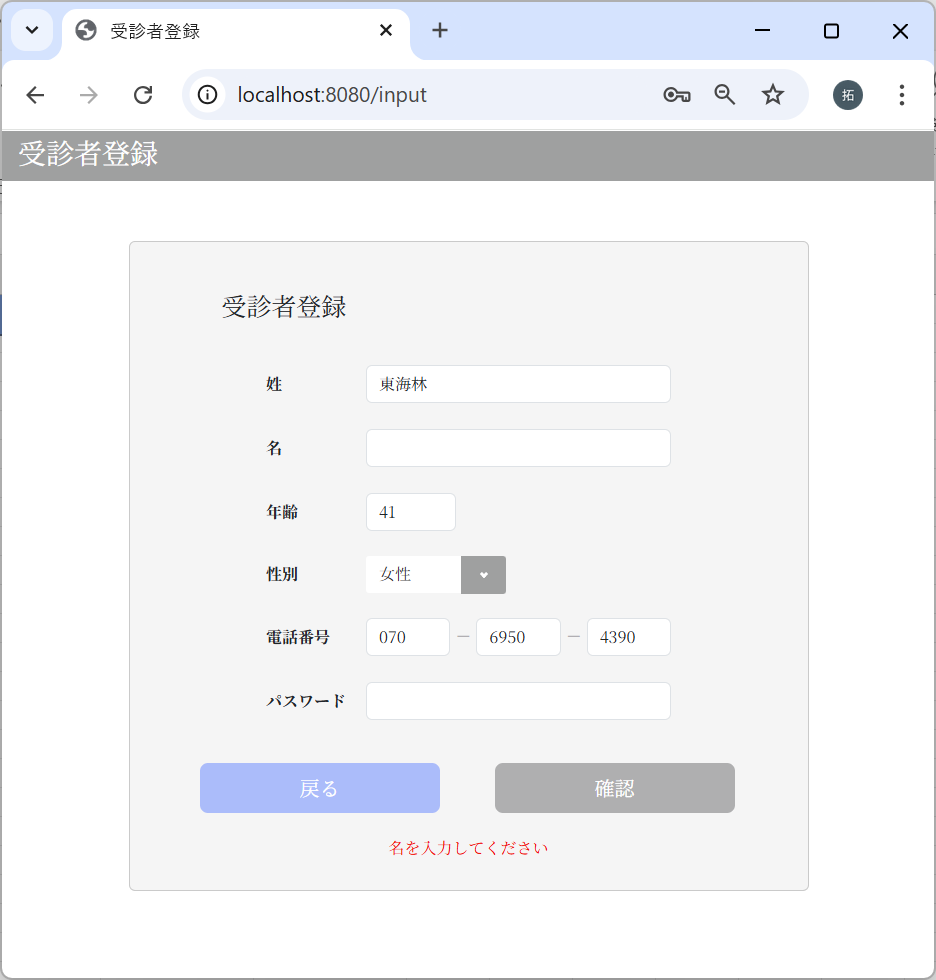 受診者登録
localhost:8080/input
拓
受診者登録
受診者登録
姓 東海林
名
年齢 41
性別 女性
電話番号 070 － 6950 － 4390
パスワード
戻る 確認
名を入力してください